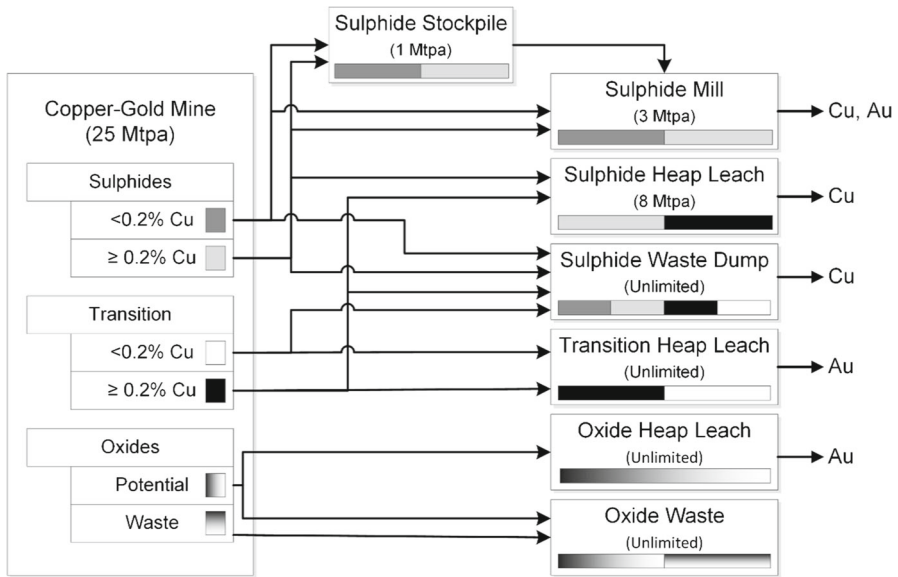 Sulphide Stockpile
(1 Mtpa)
Copper-Gold Mine
(25 Mtpa)
Sulphides
<0.2% Cu
≥ 0.2% Cu
Transition
<0.2% Cu
≥ 0.2% Cu
Oxides
Potential
Waste
Sulphide Mill
(3 Mtpa)
Cu, Au
Sulphide Heap Leach
(8 Mtpa)
Cu
Sulphide Waste Dump
(Unlimited)
Cu
Transition Heap Leach
(Unlimited)
Au
Oxide Heap Leach
(Unlimited)
Au
Oxide Waste
(Unlimited)